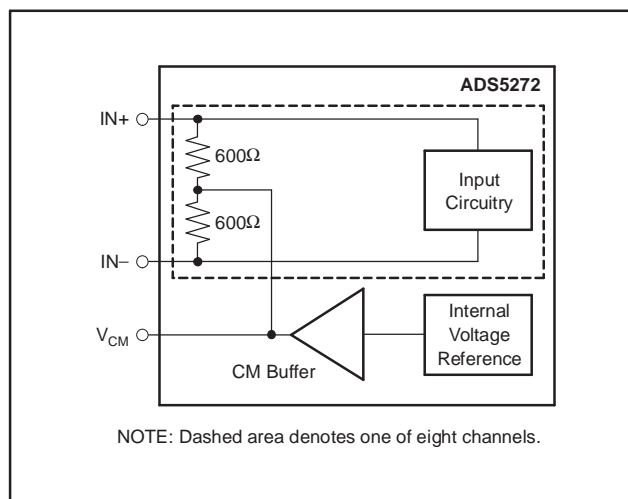 ADS5272
IN+
600Ω
Input
Circuitry
600Ω
IN−
V_CM
Internal
Voltage
Reference
CM Buffer
NOTE: Dashed area denotes one of eight channels.